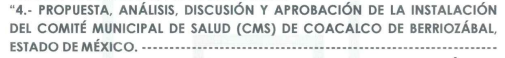 “4.- PROPUESTA, ANÁLISIS, DISCUSIÓN Y APROBACIÓN DE LA INSTALACIÓN
DEL COMITÉ MUNICIPAL DE SALUD (CMS) DE COACALCO DE BERRIOZÁBAL,
ESTADO DE MÉXICO. ------------------------------------------------------------